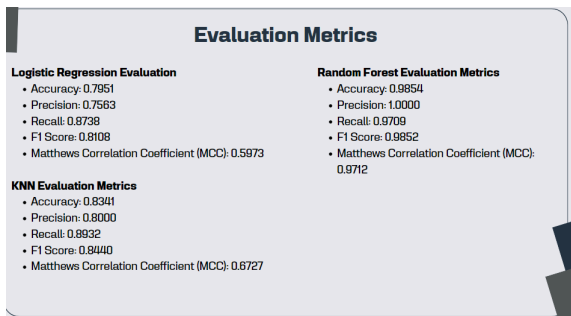 Evaluation Metrics
Logistic Regression Evaluation
• Accuracy: 0.7951
• Precision: 0.7563
• Recall: 0.8738
• F1 Score: 0.8108
• Matthews Correlation Coefficient (MCC): 0.5973
KNN Evaluation Metrics
• Accuracy: 0.8341
• Precision: 0.8000
• Recall: 0.8932
• F1 Score: 0.8440
• Matthews Correlation Coefficient (MCC): 0.6727
Random Forest Evaluation Metrics
• Accuracy: 0.9854
• Precision: 1.0000
• Recall: 0.9709
• F1 Score: 0.9852
• Matthews Correlation Coefficient (MCC):
0.9712